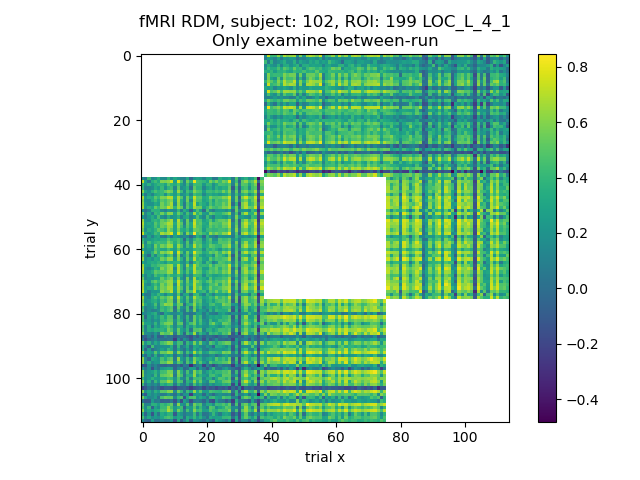 fMRI RDM, subject: 102, ROI: 199 LOC_L_4_1
Only examine between-run
0
20
40
60
80
100
trial y
0 20 40 60 80 100
trial x
0.8
0.6
0.4
0.2
0.0
−0.2
−0.4